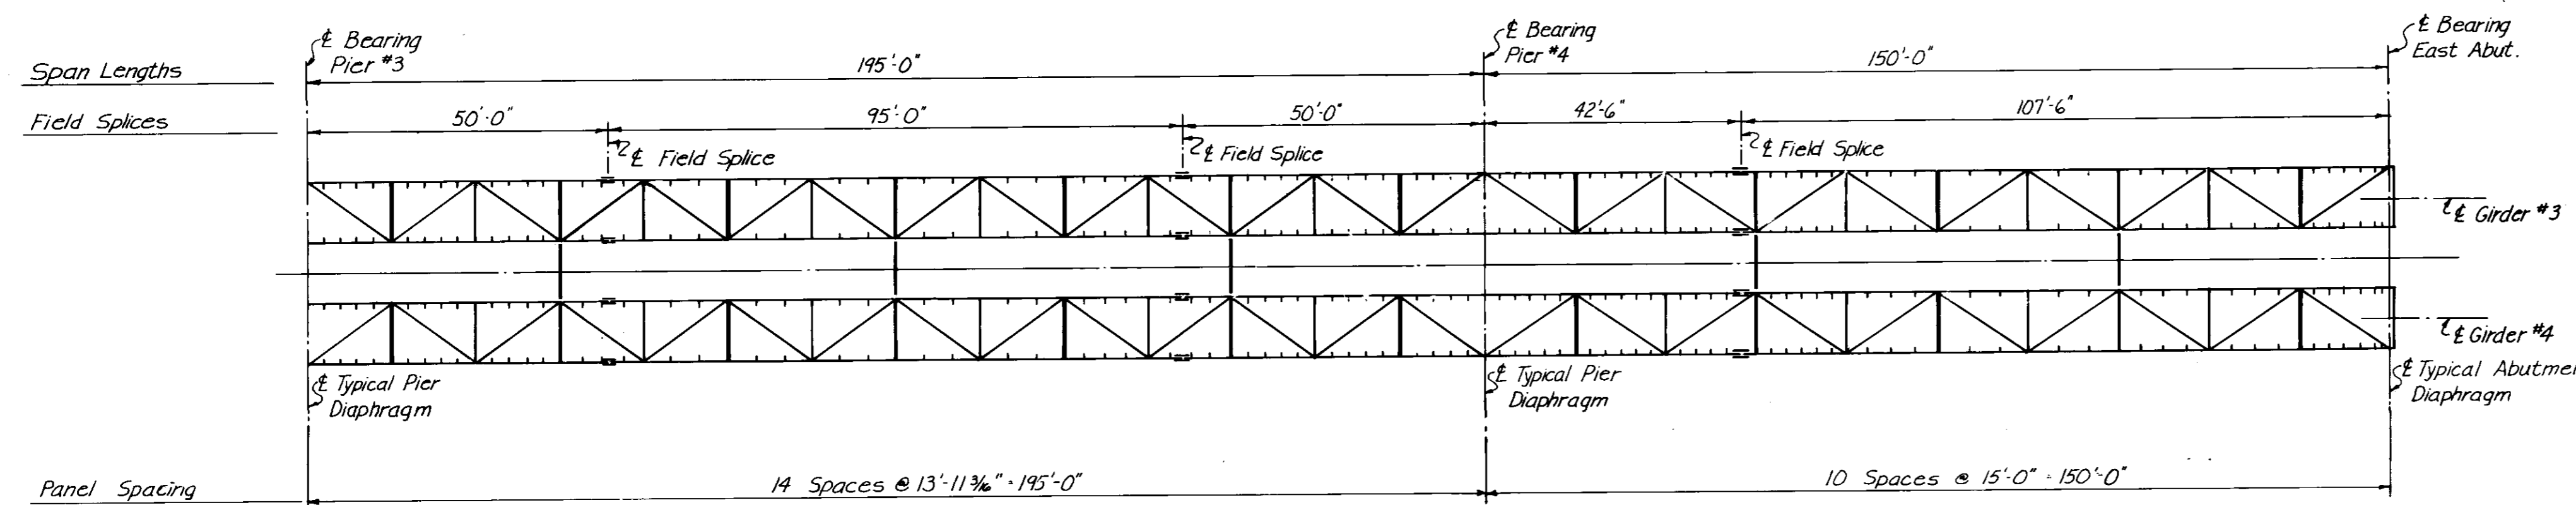 ℄ Bearing
Pier #3
℄ Bearing
Pier #4
℄ Bearing
East Abut.
Span Lengths
195'-0"
150'-0"
Field Splices
50'-0"
95'-0"
50'-0"
42'-6"
107'-6"
℄ Field Splice
℄ Field Splice
℄ Field Splice
℄ Girder #3
℄ Girder #4
℄ Typical Pier
Diaphragm
℄ Typical Pier
Diaphragm
℄ Typical Abutmen
Diaphragm
Panel Spacing
14 Spaces @ 13'-11 3/16" = 195'-0"
10 Spaces @ 15'-0" = 150'-0"